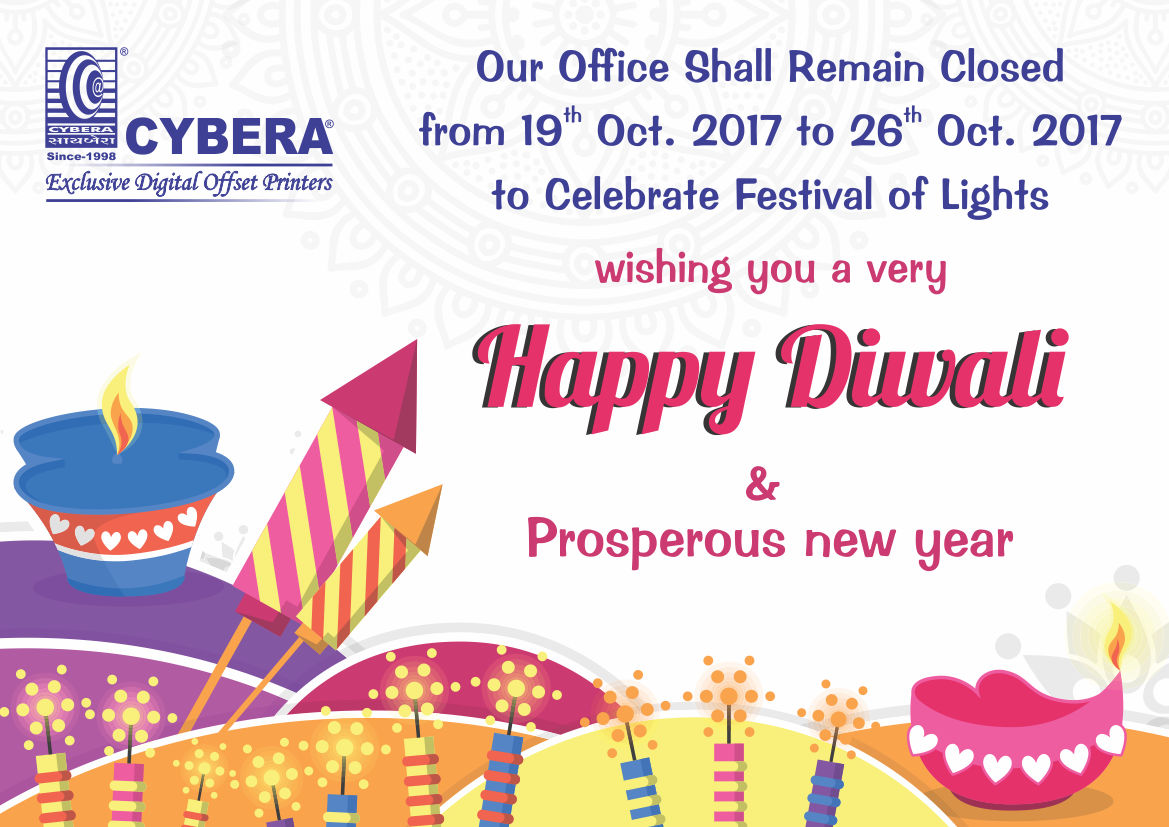 CYBERA
સાયબેરા
Since-1998
CYBERA®
Exclusive Digital Offset Printers
Our Office Shall Remain Closed
from 19th Oct. 2017 to 26th Oct. 2017
to Celebrate Festival of Lights
wishing you a very
Happy Diwali
&
Prosperous new year